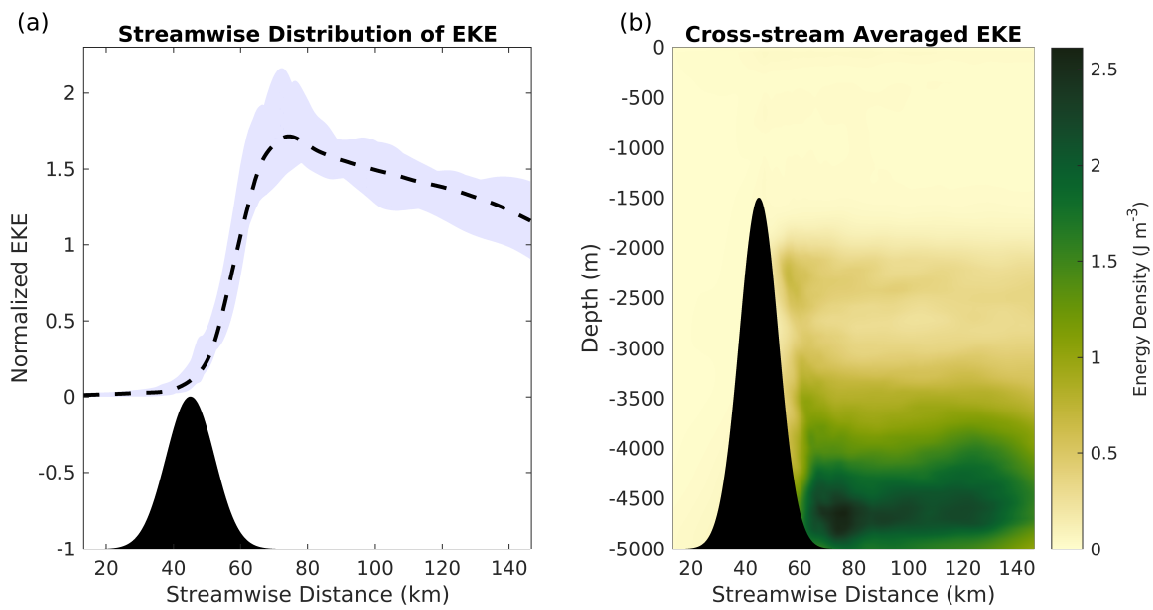 (a)
Streamwise Distribution of EKE
Normalized EKE
2
1.5
1
0.5
0
-0.5
-1
20 40 60 80 100 120 140
Streamwise Distance (km)
(b)
Cross-stream Averaged EKE
Depth (m)
0
-500
-1000
-1500
-2000
-2500
-3000
-3500
-4000
-4500
-5000
20 40 60 80 100 120 140
Streamwise Distance (km)
2.5
2
1.5
1
0.5
0
Energy Density (J m⁻³)